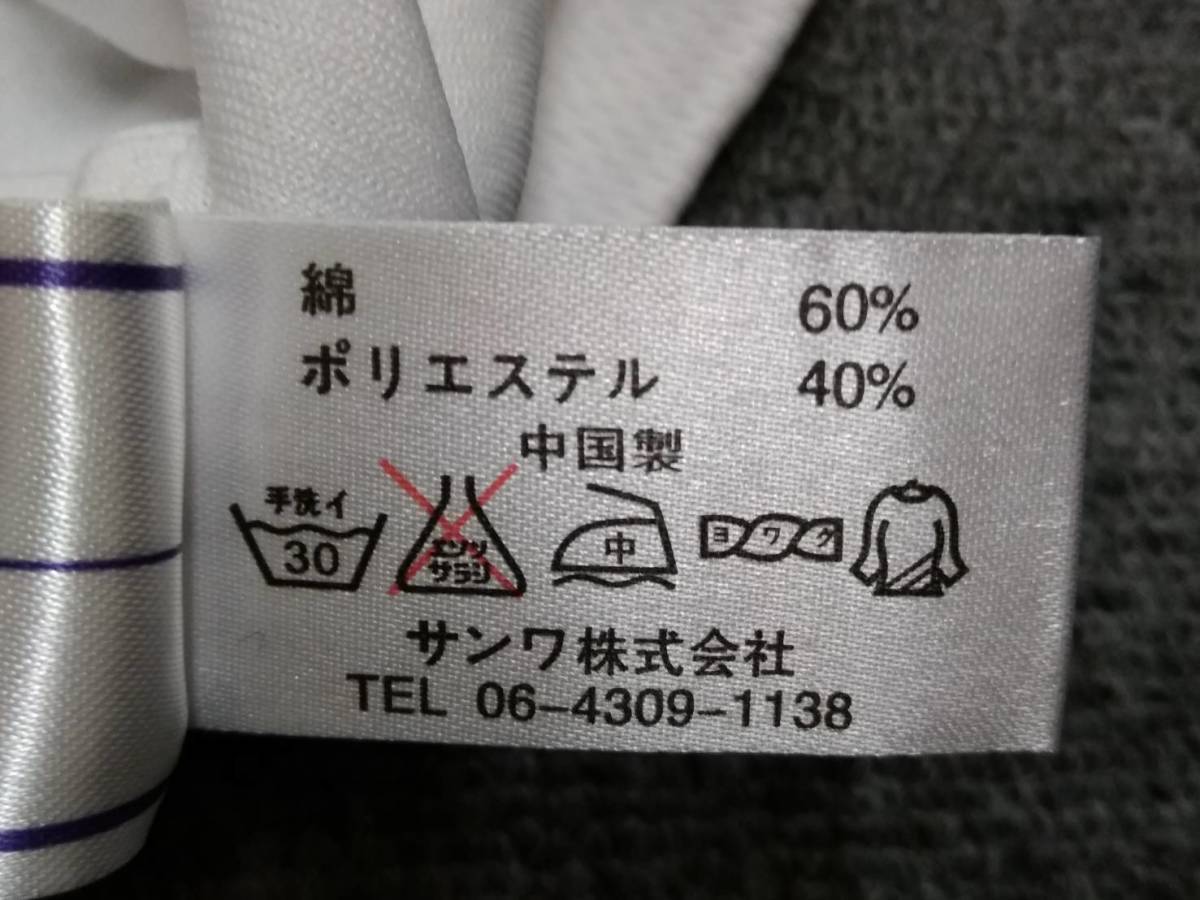 綿 60%
ポリエステル 40%
中国製
手洗イ
30
エンソ
サラシ
中
ヨワク
サンワ株式会社
TEL 06-4309-1138